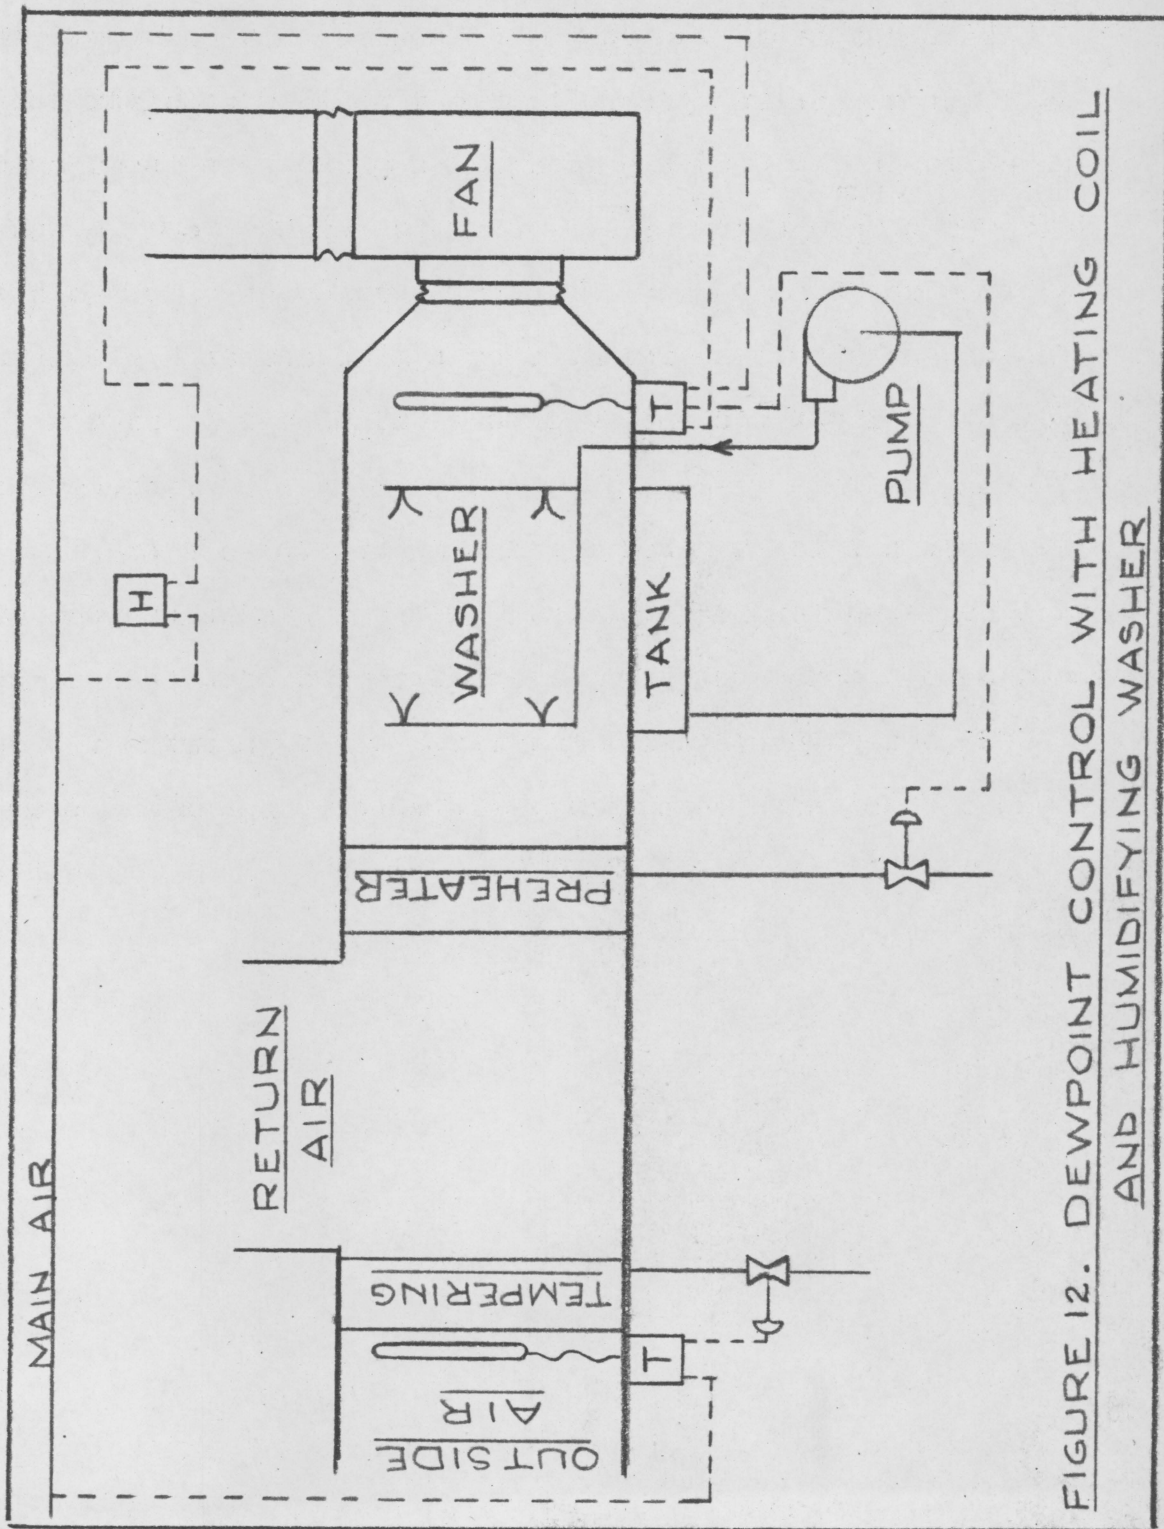 MAIN AIR
H
RETURN
AIR
FAN
WASHER
PREHEATER
TEMPERING
OUTSIDE
AIR
T
T
TANK
PUMP
FIGURE 12. DEWPOINT CONTROL WITH HEATING COIL
AND HUMIDIFYING WASHER